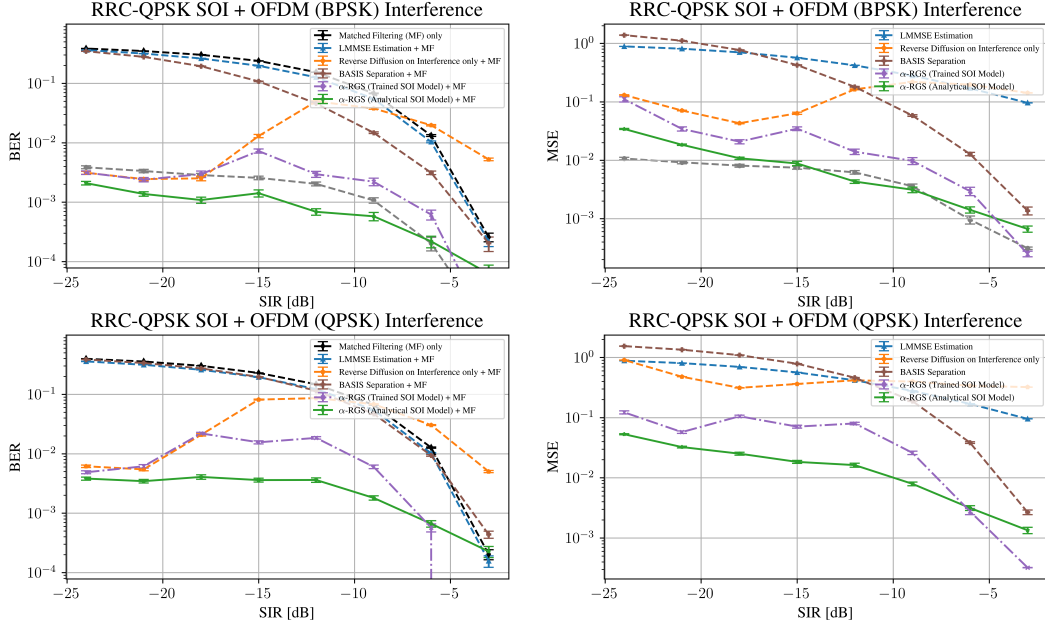 RRC-QPSK SOI + OFDM (BPSK) Interference
Matched Filtering (MF) only
LMMSE Estimation + MF
Reverse Diffusion on Interference only + MF
BASIS Separation + MF
α-RGS (Trained SOI Model) + MF
α-RGS (Analytical SOI Model) + MF
BER
10⁻¹
10⁻²
10⁻³
10⁻⁴
−25 −20 −15 −10 −5
SIR [dB]
RRC-QPSK SOI + OFDM (BPSK) Interference
LMMSE Estimation
Reverse Diffusion on Interference only
BASIS Separation
α-RGS (Trained SOI Model)
α-RGS (Analytical SOI Model)
MSE
10⁰
10⁻¹
10⁻²
10⁻³
−20 −15 −10 −5
SIR [dB]
RRC-QPSK SOI + OFDM (QPSK) Interference
Matched Filtering (MF) only
LMMSE Estimation + MF
Reverse Diffusion on Interference only + MF
BASIS Separation + MF
α-RGS (Trained SOI Model) + MF
α-RGS (Analytical SOI Model) + MF
BER
10⁻¹
10⁻²
10⁻³
10⁻⁴
−25 −20 −15 −10 −5
SIR [dB]
RRC-QPSK SOI + OFDM (QPSK) Interference
LMMSE Estimation
Reverse Diffusion on Interference only
BASIS Separation
α-RGS (Trained SOI Model)
α-RGS (Analytical SOI Model)
MSE
10⁰
10⁻¹
10⁻²
10⁻³
−20 −15 −10 −5
SIR [dB]